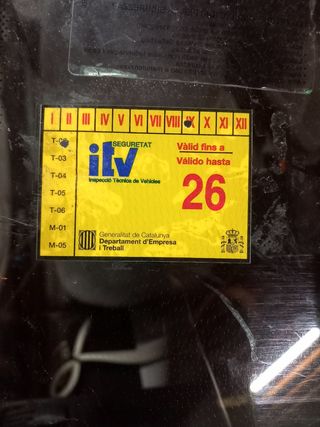 I II III IV V VI VII VIII IX X XI XII
T-02
T-03
T-04
T-05
T-06
M-01
M-05
SEGURETAT
itv
Inspecció Tècnica de Vehicles
Vàlid fins a
Válido hasta
26
Generalitat de Catalunya
Departament d'Empresa
i Treball